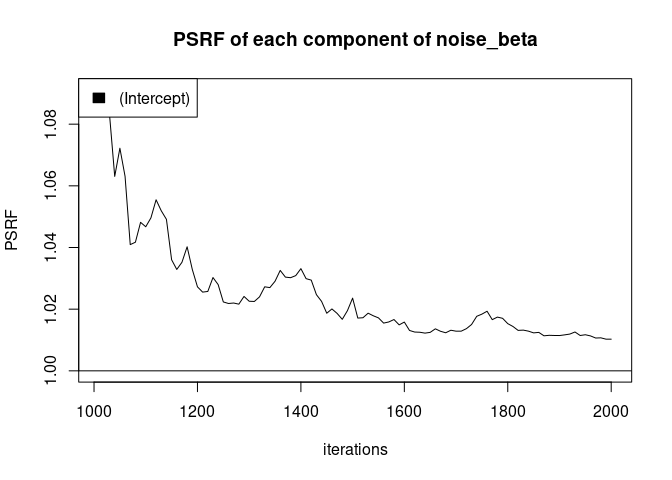 PSRF of each component of noise_beta
(Intercept)
PSRF
1.08
1.06
1.04
1.02
1.00
1000 1200 1400 1600 1800 2000
iterations